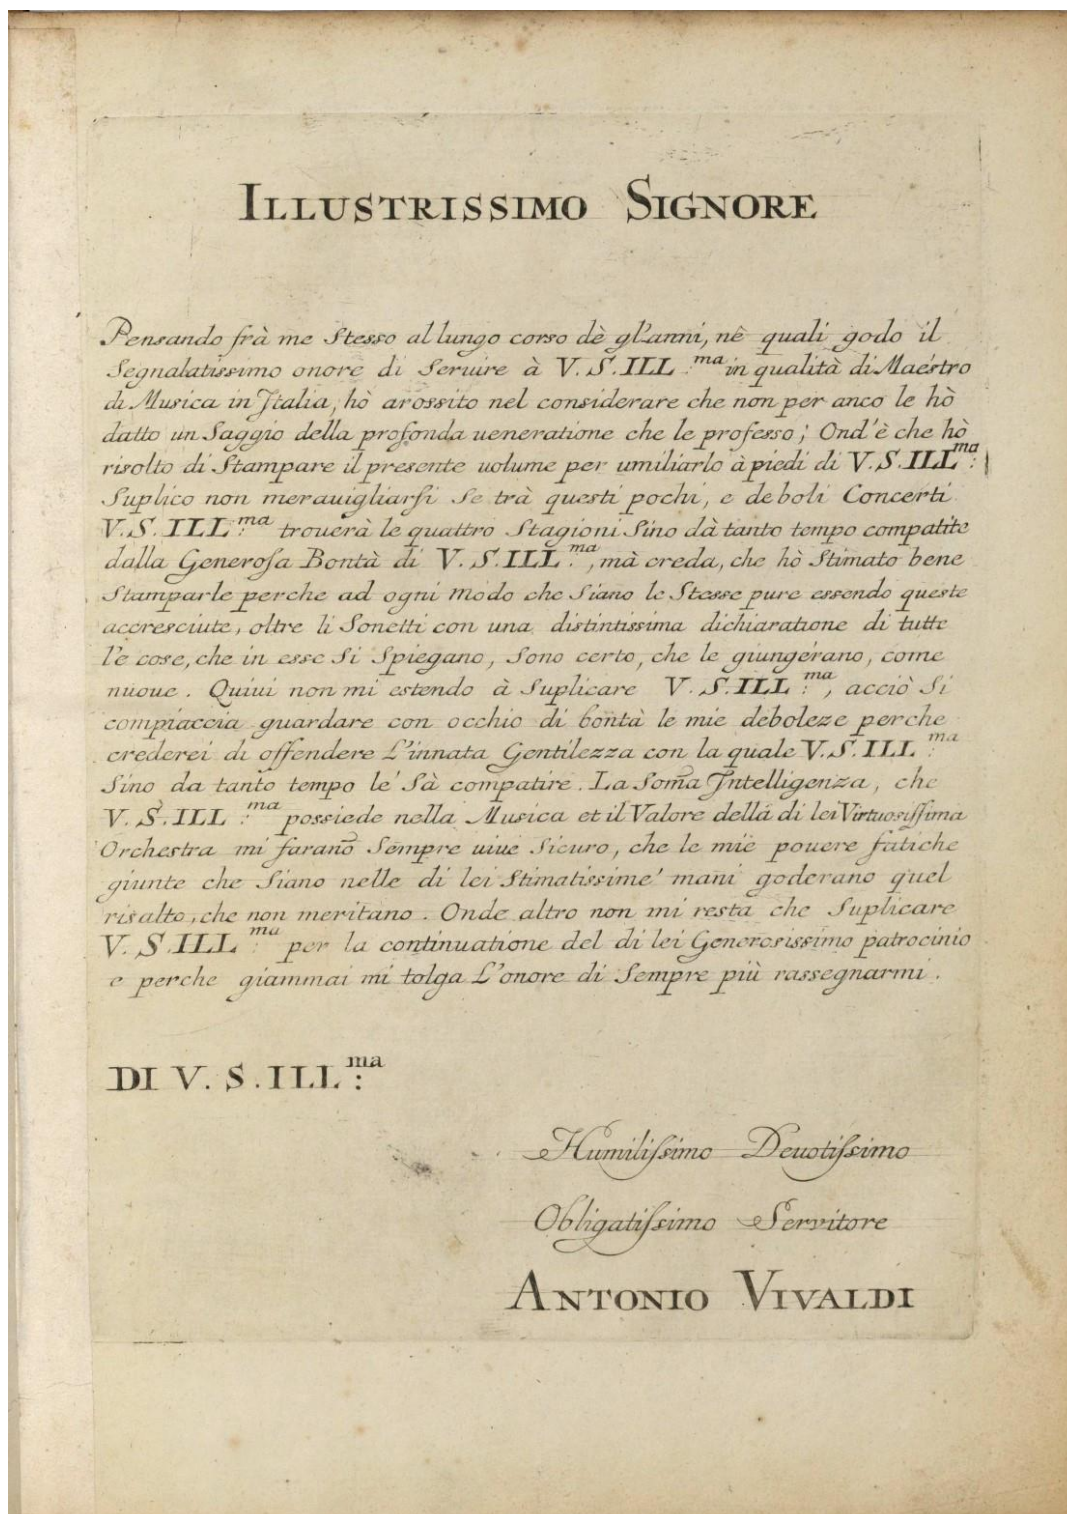 ILLUSTRISSIMO SIGNORE
Pensando frà me Stesso al lungo corso dè gl'anni, nè quali godo il
Segnalatissimo onore di Seruire à V. S. ILL:ma in qualità di Maestro
di Musica in Italia, hò arossito nel considerare che non per anco le hò
datto un Saggio della profonda ueneratione che le professo; Ond'è che hò
risolto di Stampare il presente uolume per umiliarlo à piedi di V. S. ILL:ma
Suplico non merauigliarsi Se trà questi pochi, e deboli Concerti
V. S. ILL:ma trouerà le quattro Stagioni Sino dà tanto tempo compatite
dalla Generosa Bontà di V. S. ILL:ma, mà creda, che hò Stimato bene
Stamparle perche ad ogni modo che Siano le Stesse pure essendo queste
accresciute, oltre li Sonetti con una distintissima dichiaratione di tutte
le cose, che in esse Si Spiegano, Sono certo, che le giungerano, come
nuoue. Quiui non mi estendo à Suplicare V. S. ILL:ma, acciò Si
compiaccia guardare con occhio di bontà le mie deboleze perche
crederei di offendere L'innata Gentilezza con la quale V. S. ILL:ma
Sino da tanto tempo le Sà compatire. La Som̃a Intelligenza, che
V. S. ILL:ma possiede nella Musica et il Valore della di lei Virtuosissima
Orchestra mi faran̄o Sempre uiue Sicuro, che le mie pouere fatiche
giunte che Siano nelle di lei Stimatissime mani goderano quel
risalto, che non meritano. Onde altro non mi resta che Suplicare
V. S. ILL:ma per la continuatione del di lei Generosissimo patrocinio
e perche giammai mi tolga L'onore di Sempre più rassegnarmi.
DI V. S. ILL:ma
Humilissimo Deuotissimo
Obligatissimo Servitore
ANTONIO VIVALDI